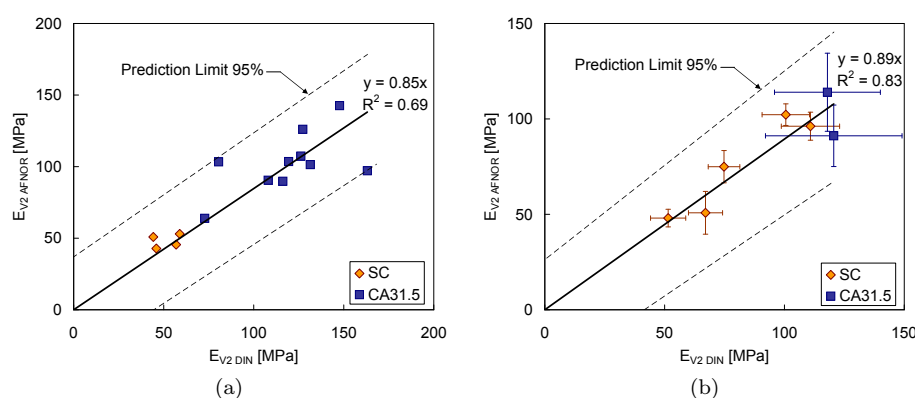 200
150
100
50
0
E_V2 AFNOR [MPa]
Prediction Limit 95%
y = 0.85x
R² = 0.69
SC
CA31.5
0 50 100 150 200
E_V2 DIN [MPa]
(a)
150
100
50
0
E_V2 AFNOR [MPa]
Prediction Limit 95%
y = 0.89x
R² = 0.83
SC
CA31.5
0 50 100 150
E_V2 DIN [MPa]
(b)